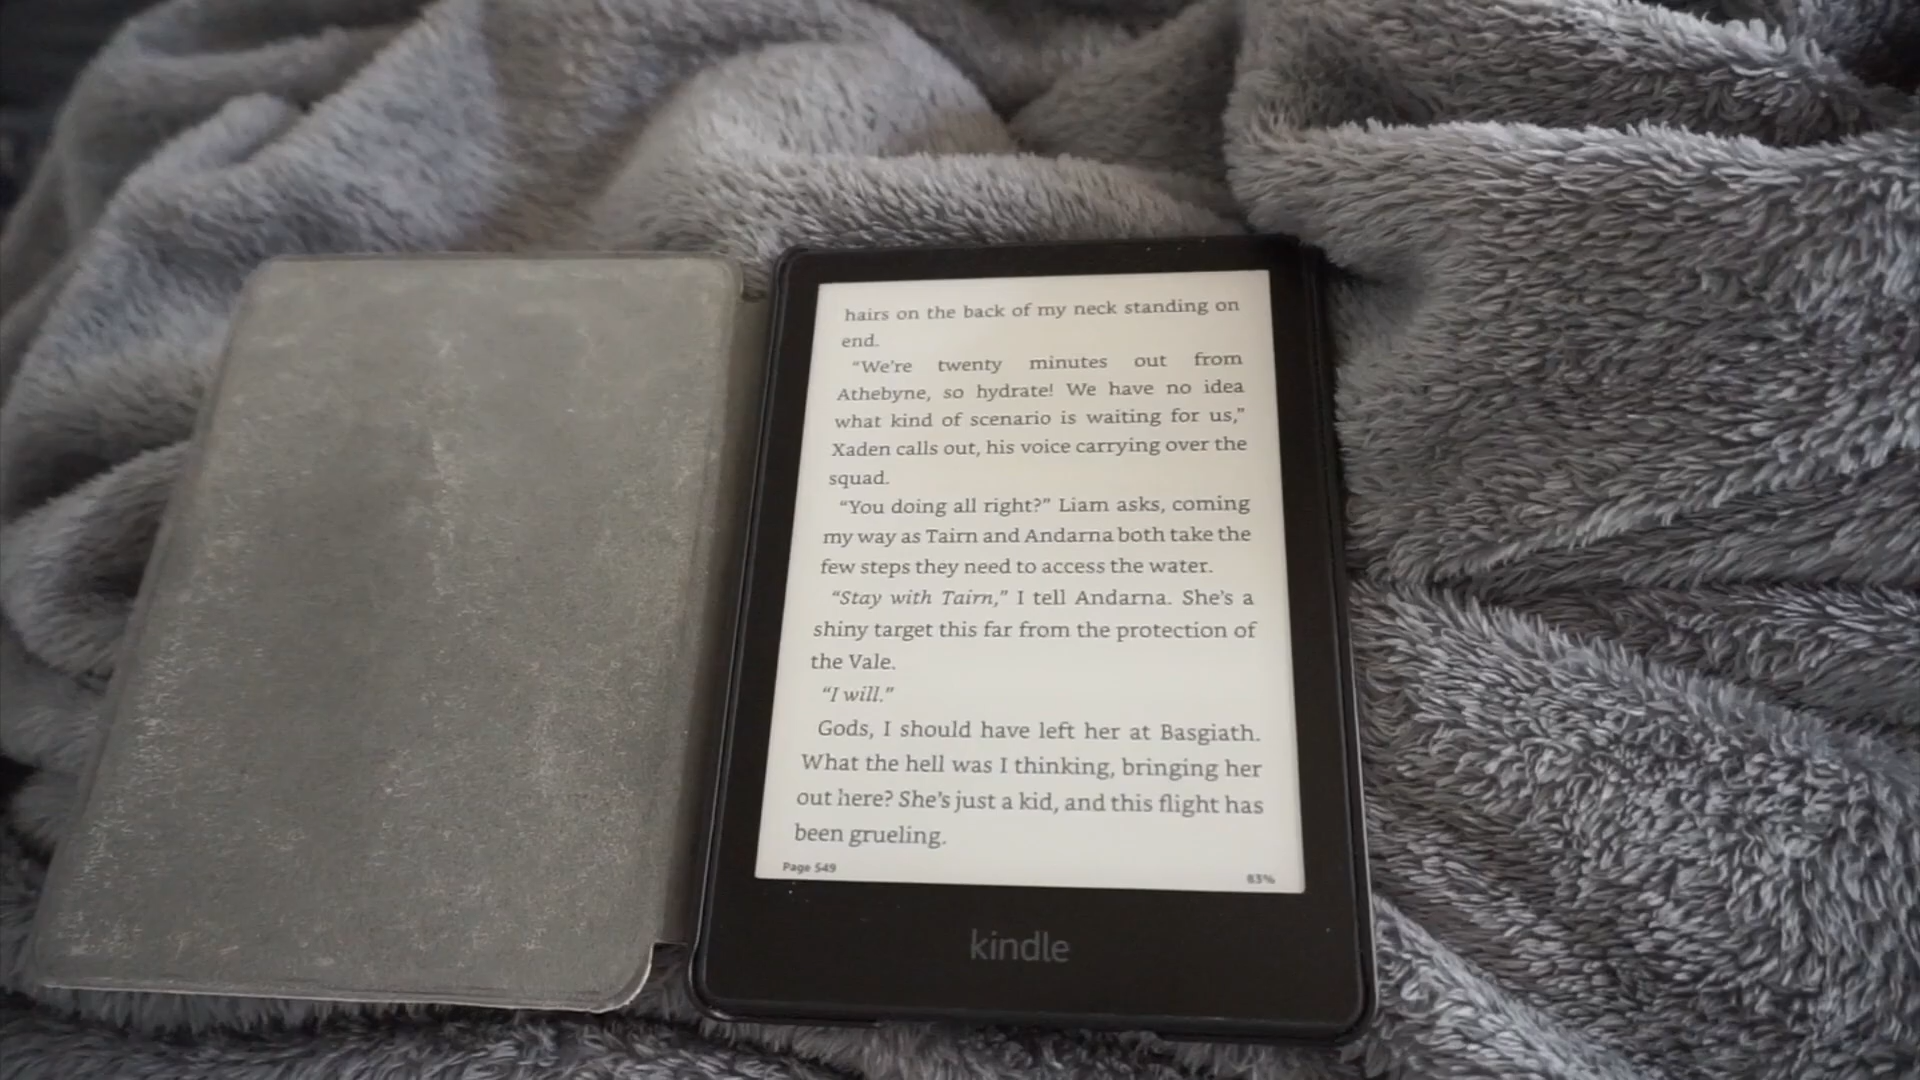 hairs on the back of my neck standing on
end.
“We’re twenty minutes out from
Athebyne, so hydrate! We have no idea
what kind of scenario is waiting for us,”
Xaden calls out, his voice carrying over the
squad.
“You doing all right?” Liam asks, coming
my way as Tairn and Andarna both take the
few steps they need to access the water.
“Stay with Tairn,” I tell Andarna. She’s a
shiny target this far from the protection of
the Vale.
“I will.”
Gods, I should have left her at Basgiath.
What the hell was I thinking, bringing her
out here? She’s just a kid, and this flight has
been grueling.
Page 549
83%
kindle